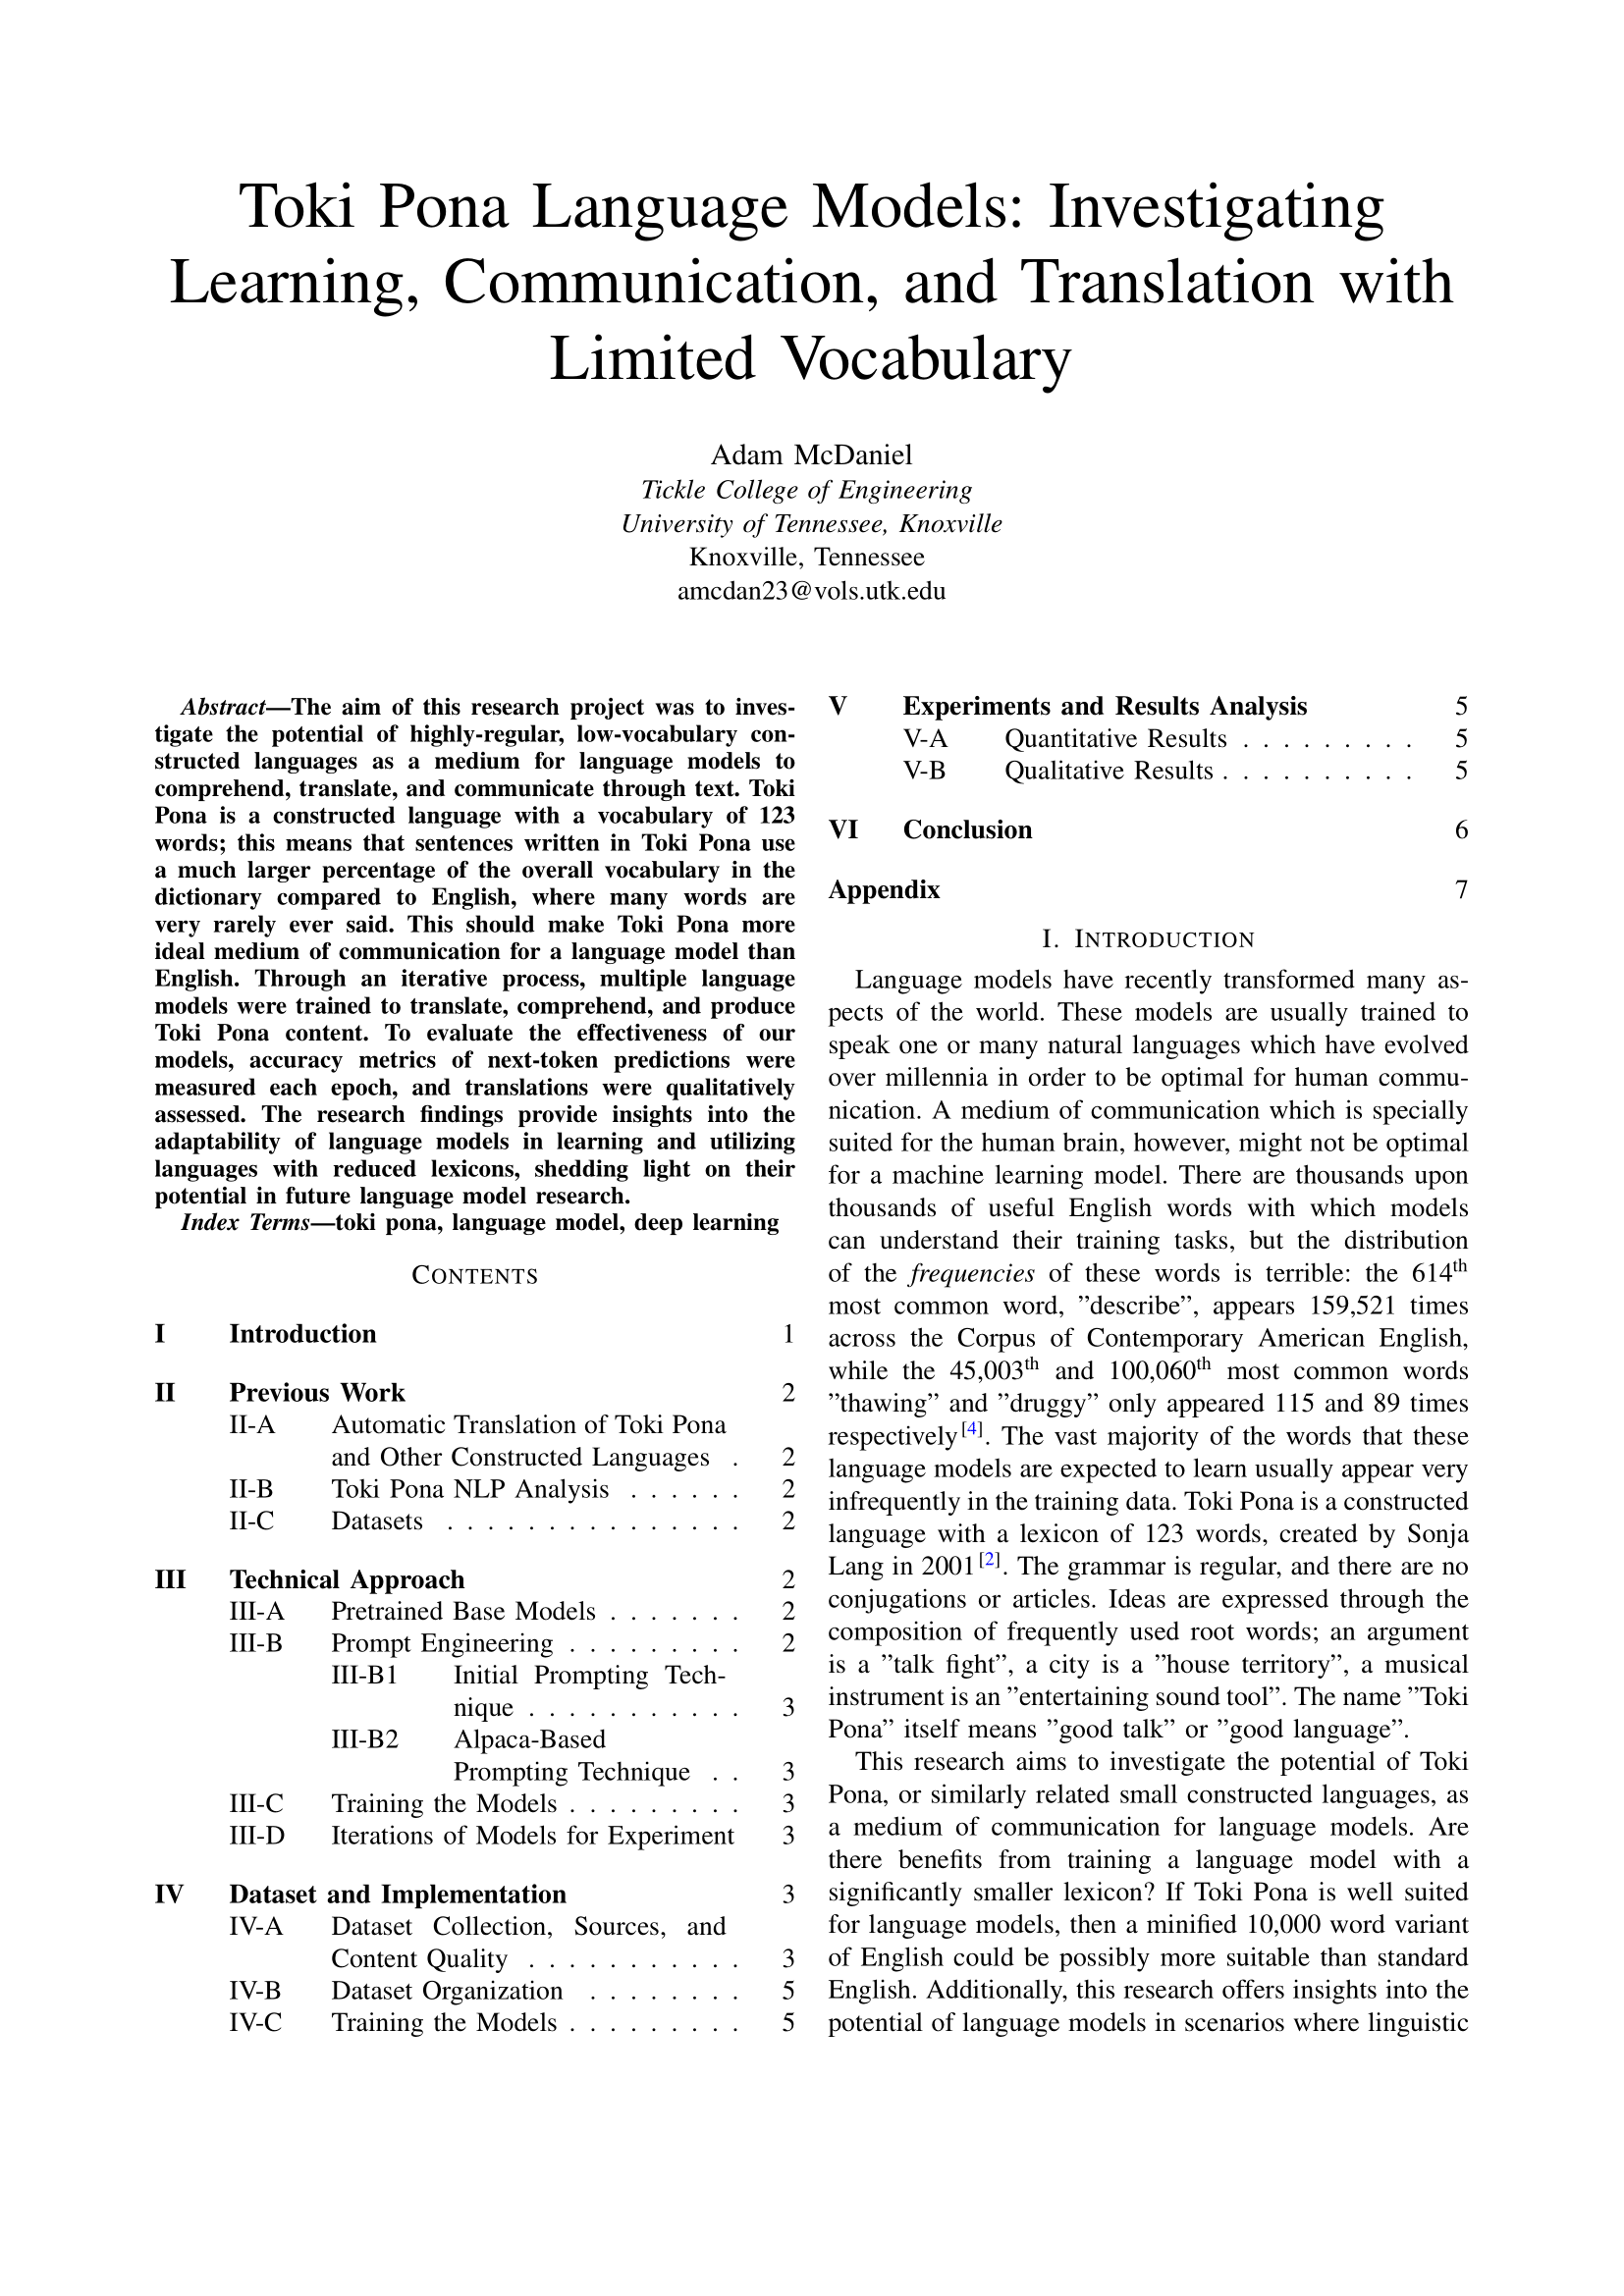 Toki Pona Language Models: Investigating
Learning, Communication, and Translation with
Limited Vocabulary
Adam McDaniel
Tickle College of Engineering
University of Tennessee, Knoxville
Knoxville, Tennessee
amcdan23@vols.utk.edu
Abstract—The aim of this research project was to inves-
tigate the potential of highly-regular, low-vocabulary con-
structed languages as a medium for language models to
comprehend, translate, and communicate through text. Toki
Pona is a constructed language with a vocabulary of 123
words; this means that sentences written in Toki Pona use
a much larger percentage of the overall vocabulary in the
dictionary compared to English, where many words are
very rarely ever said. This should make Toki Pona more
ideal medium of communication for a language model than
English. Through an iterative process, multiple language
models were trained to translate, comprehend, and produce
Toki Pona content. To evaluate the effectiveness of our
models, accuracy metrics of next-token predictions were
measured each epoch, and translations were qualitatively
assessed. The research findings provide insights into the
adaptability of language models in learning and utilizing
languages with reduced lexicons, shedding light on their
potential in future language model research.
Index Terms—toki pona, language model, deep learning
CONTENTS
I Introduction 1
II Previous Work 2
II-A Automatic Translation of Toki Pona
and Other Constructed Languages . 2
II-B Toki Pona NLP Analysis . . . . . . 2
II-C Datasets . . . . . . . . . . . . . . . 2
III Technical Approach 2
III-A Pretrained Base Models . . . . . . . 2
III-B Prompt Engineering . . . . . . . . . 2
III-B1 Initial Prompting Tech-
nique . . . . . . . . . . . 3
III-B2 Alpaca-Based
Prompting Technique . . 3
III-C Training the Models . . . . . . . . . 3
III-D Iterations of Models for Experiment 3
IV Dataset and Implementation 3
IV-A Dataset Collection, Sources, and
Content Quality . . . . . . . . . . . 3
IV-B Dataset Organization . . . . . . . . 5
IV-C Training the Models . . . . . . . . . 5
V Experiments and Results Analysis 5
V-A Quantitative Results . . . . . . . . . 5
V-B Qualitative Results . . . . . . . . . . 5
VI Conclusion 6
Appendix 7
I. INTRODUCTION
Language models have recently transformed many as-
pects of the world. These models are usually trained to
speak one or many natural languages which have evolved
over millennia in order to be optimal for human commu-
nication. A medium of communication which is specially
suited for the human brain, however, might not be optimal
for a machine learning model. There are thousands upon
thousands of useful English words with which models
can understand their training tasks, but the distribution
of the frequencies of these words is terrible: the 614th
most common word, ”describe”, appears 159,521 times
across the Corpus of Contemporary American English,
while the 45,003th and 100,060th most common words
”thawing” and ”druggy” only appeared 115 and 89 times
respectively[4]. The vast majority of the words that these
language models are expected to learn usually appear very
infrequently in the training data. Toki Pona is a constructed
language with a lexicon of 123 words, created by Sonja
Lang in 2001[2]. The grammar is regular, and there are no
conjugations or articles. Ideas are expressed through the
composition of frequently used root words; an argument
is a ”talk fight”, a city is a ”house territory”, a musical
instrument is an ”entertaining sound tool”. The name ”Toki
Pona” itself means ”good talk” or ”good language”.
This research aims to investigate the potential of Toki
Pona, or similarly related small constructed languages, as
a medium of communication for language models. Are
there benefits from training a language model with a
significantly smaller lexicon? If Toki Pona is well suited
for language models, then a minified 10,000 word variant
of English could be possibly more suitable than standard
English. Additionally, this research offers insights into the
potential of language models in scenarios where linguistic